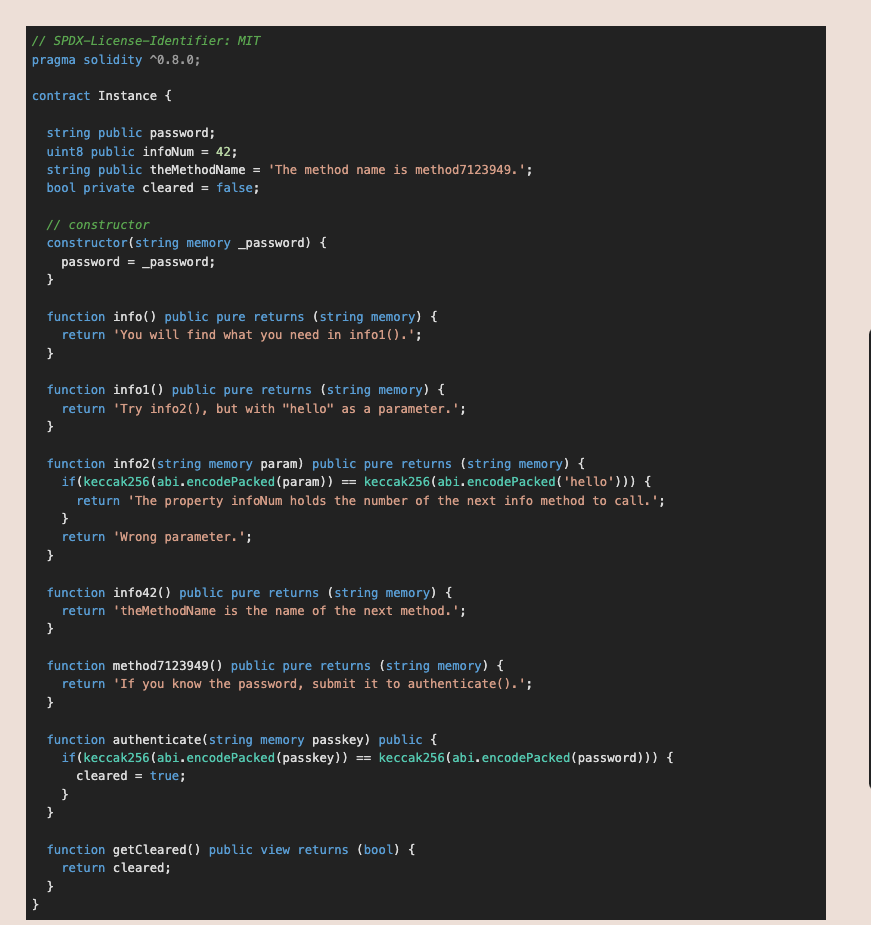 // SPDX-License-Identifier: MIT
pragma solidity ^0.8.0;

contract Instance {

  string public password;
  uint8 public infoNum = 42;
  string public theMethodName = 'The method name is method7123949.';
  bool private cleared = false;

  // constructor
  constructor(string memory _password) {
    password = _password;
  }

  function info() public pure returns (string memory) {
    return 'You will find what you need in info1().';
  }

  function info1() public pure returns (string memory) {
    return 'Try info2(), but with "hello" as a parameter.';
  }

  function info2(string memory param) public pure returns (string memory) {
    if(keccak256(abi.encodePacked(param)) == keccak256(abi.encodePacked('hello'))) {
      return 'The property infoNum holds the number of the next info method to call.';
    }
    return 'Wrong parameter.';
  }

  function info42() public pure returns (string memory) {
    return 'theMethodName is the name of the next method.';
  }

  function method7123949() public pure returns (string memory) {
    return 'If you know the password, submit it to authenticate().';
  }

  function authenticate(string memory passkey) public {
    if(keccak256(abi.encodePacked(passkey)) == keccak256(abi.encodePacked(password))) {
      cleared = true;
    }
  }

  function getCleared() public view returns (bool) {
    return cleared;
  }
}